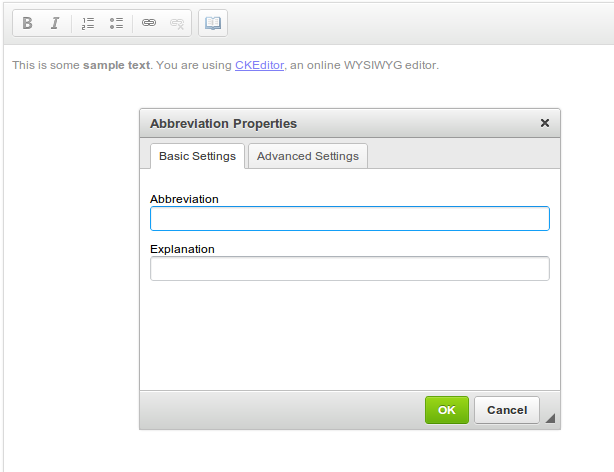 B I
This is some sample text. You are using CKEditor, an online WYSIWYG editor.
Abbreviation Properties
Basic Settings Advanced Settings
Abbreviation
Explanation
OK Cancel